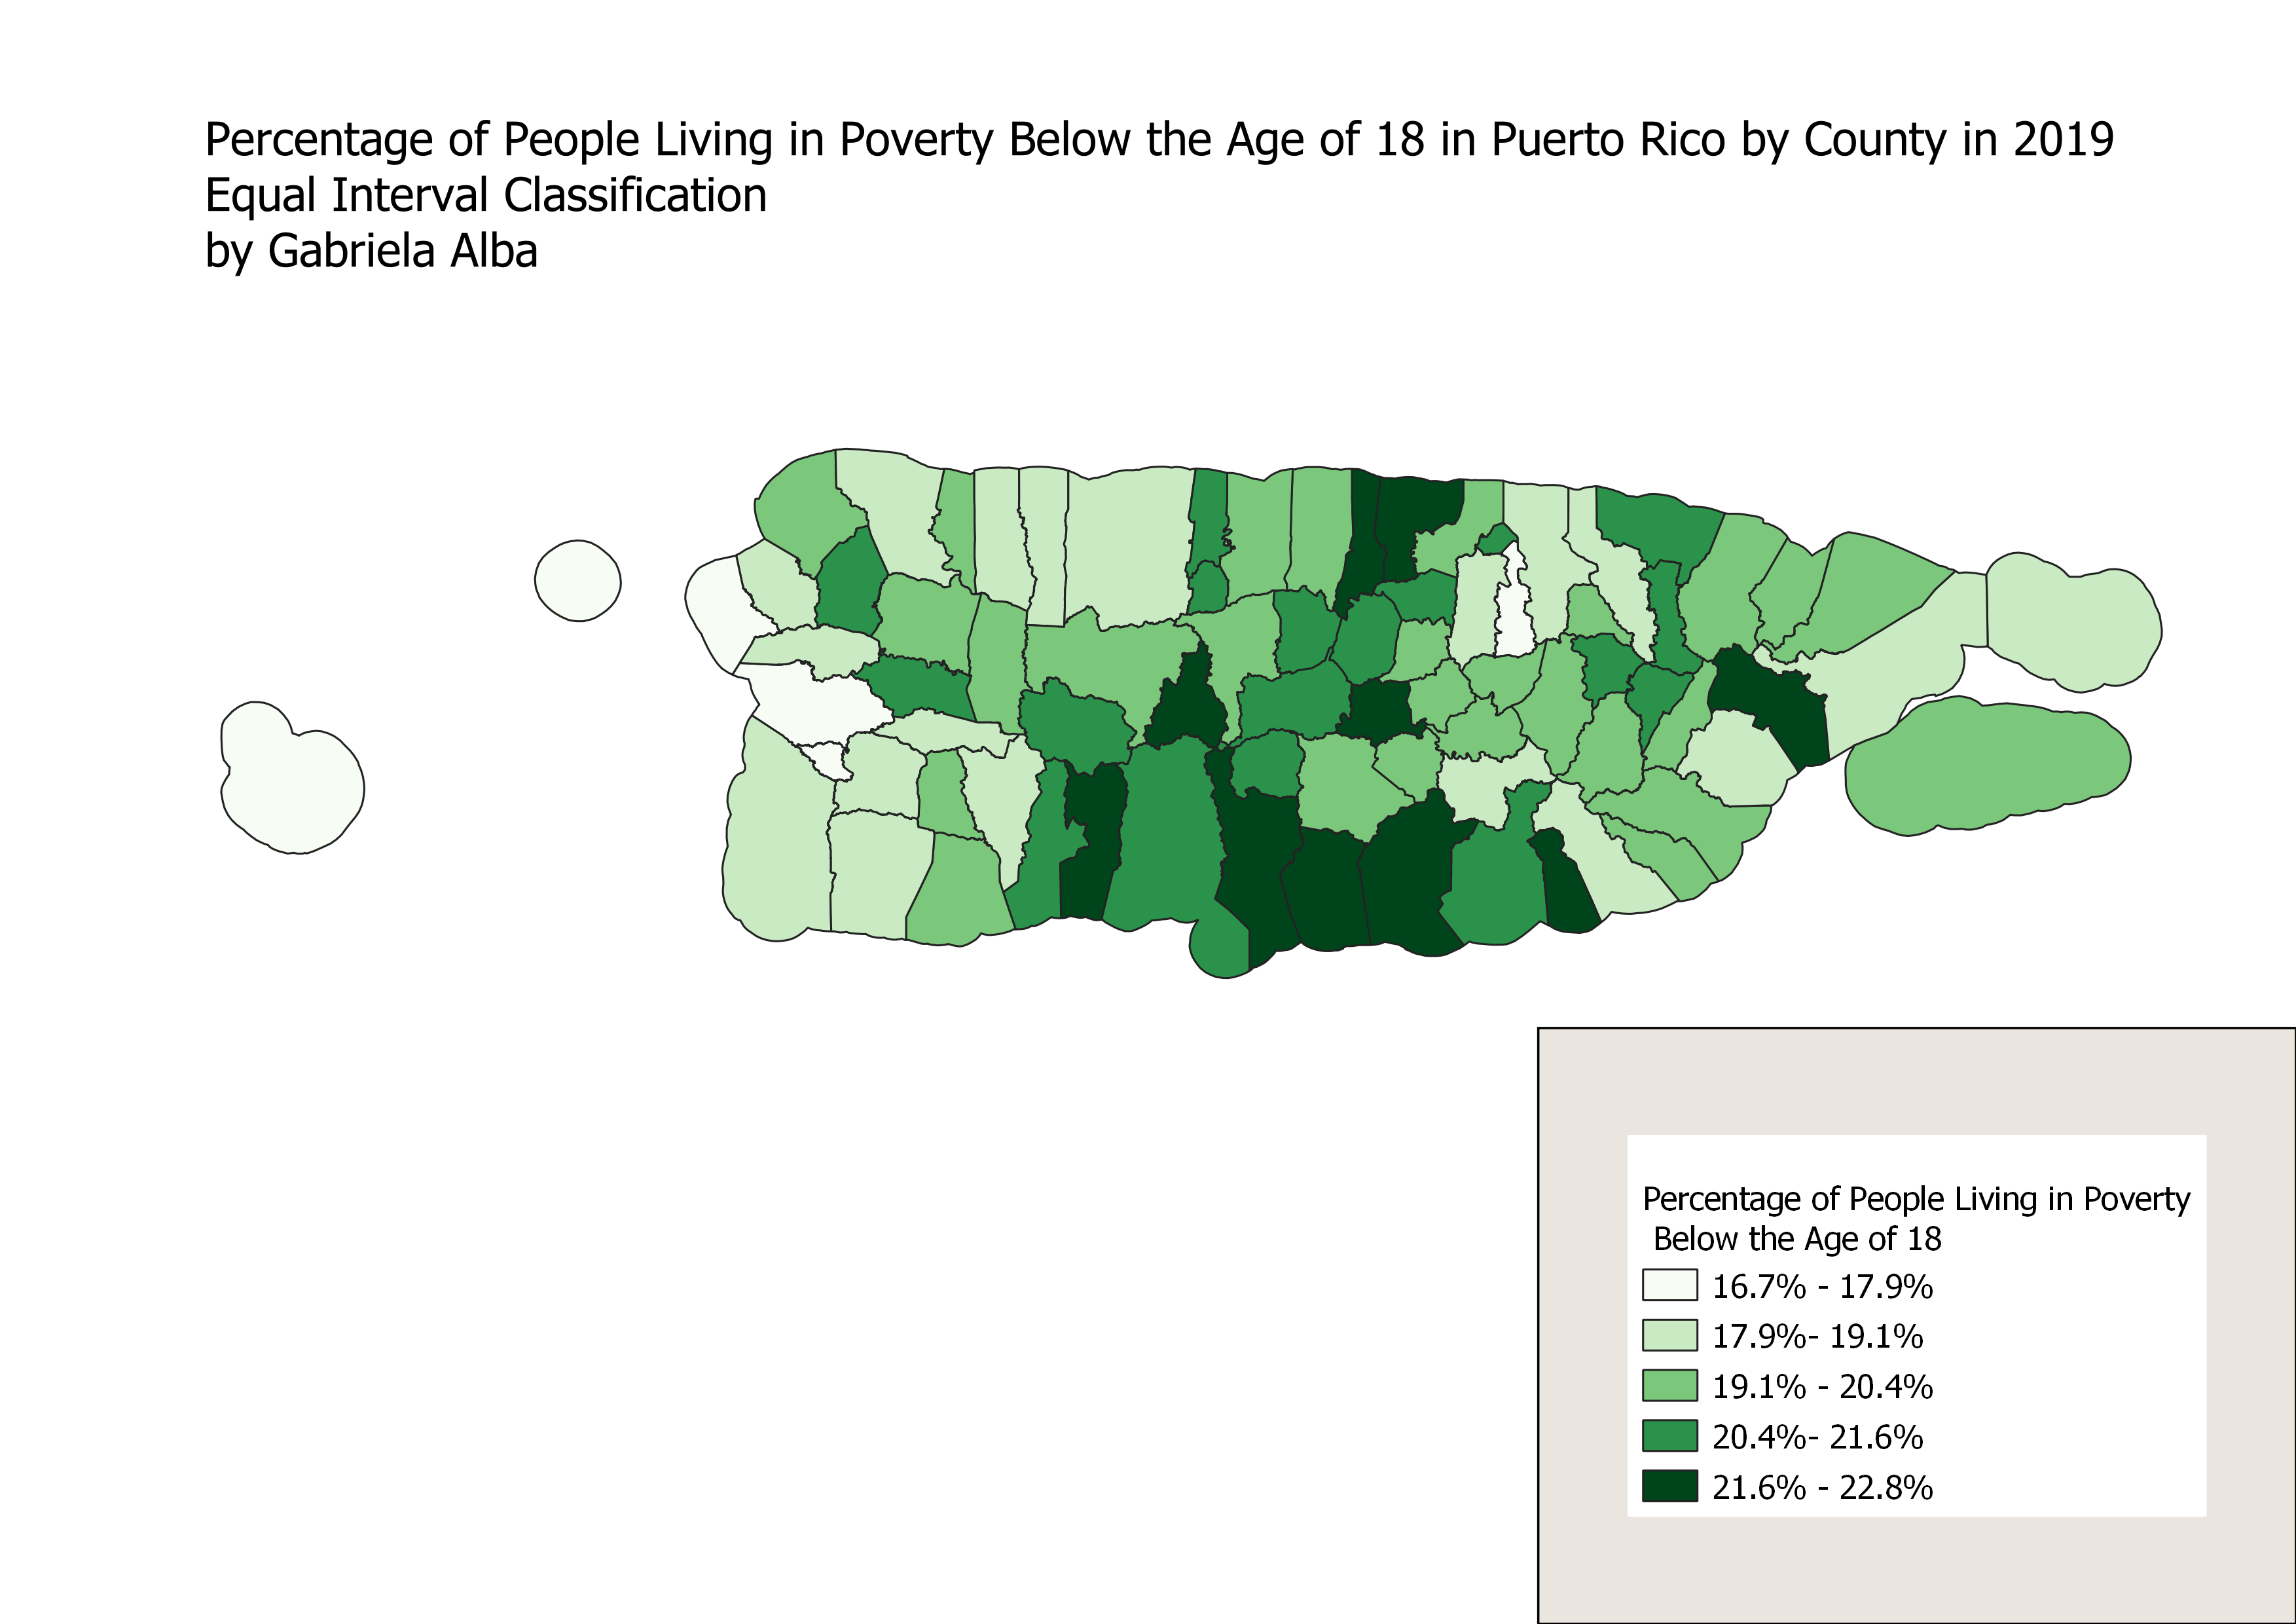 Percentage of People Living in Poverty Below the Age of 18 in Puerto Rico by County in 2019
Equal Interval Classification
by Gabriela Alba
Percentage of People Living in Poverty
Below the Age of 18
16.7% - 17.9%
17.9%- 19.1%
19.1% - 20.4%
20.4%- 21.6%
21.6% - 22.8%